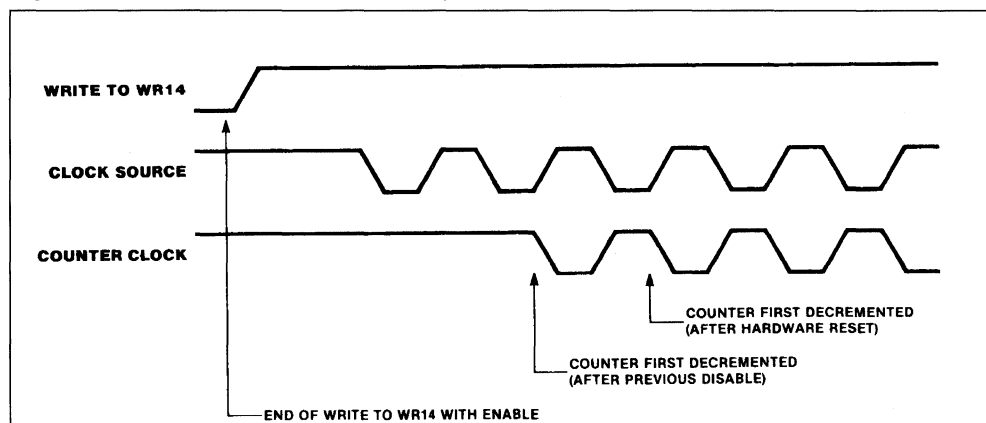 WRITE TO WR14
CLOCK SOURCE
COUNTER CLOCK
COUNTER FIRST DECREMENTED
(AFTER HARDWARE RESET)
COUNTER FIRST DECREMENTED
(AFTER PREVIOUS DISABLE)
END OF WRITE TO WR14 WITH ENABLE